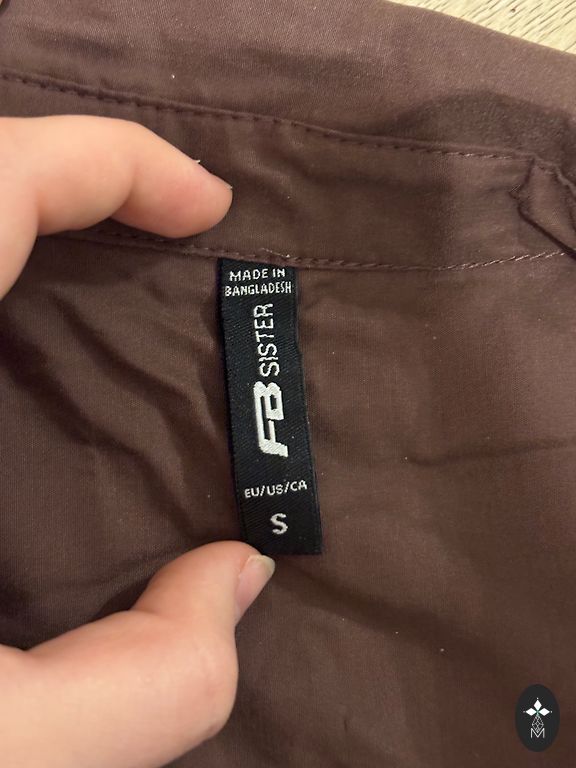 MADE IN
BANGLADESH
FB SISTER
EU/US/CA
S
M